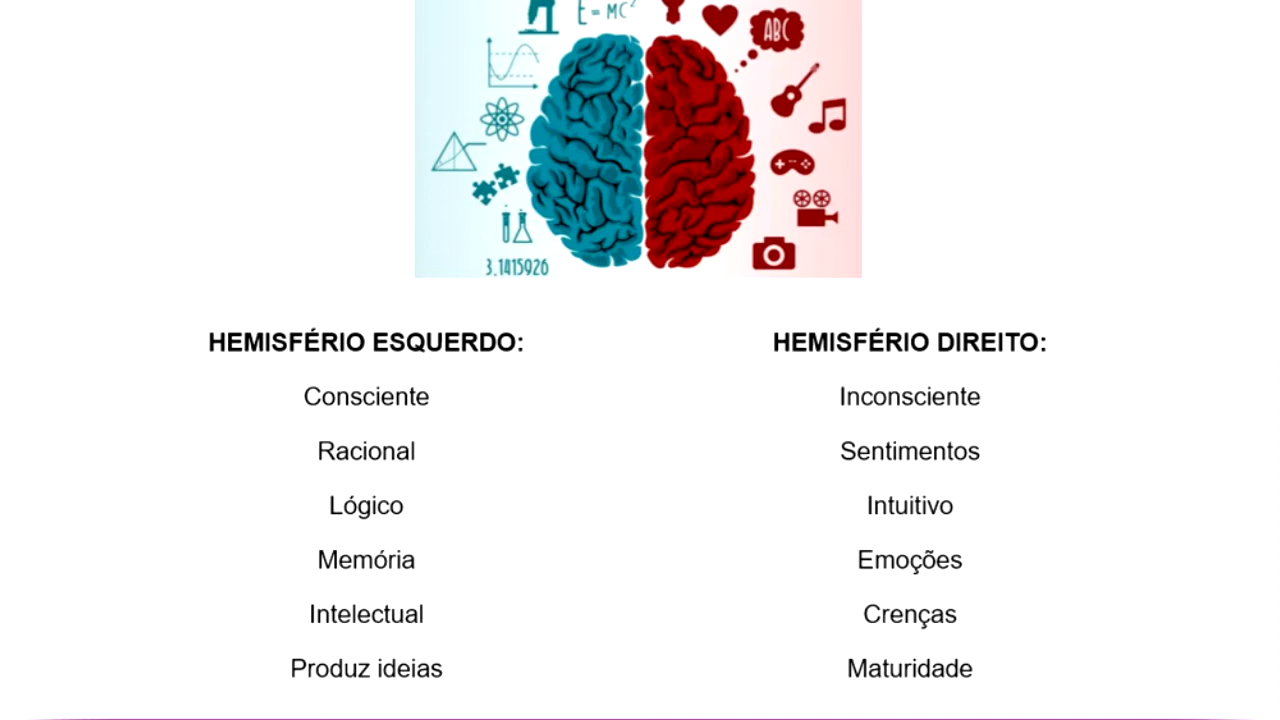 E = MC²
ABC
3.1415926
HEMISFÉRIO ESQUERDO:
Consciente
Racional
Lógico
Memória
Intelectual
Produz ideias
HEMISFÉRIO DIREITO:
Inconsciente
Sentimentos
Intuitivo
Emoções
Crenças
Maturidade